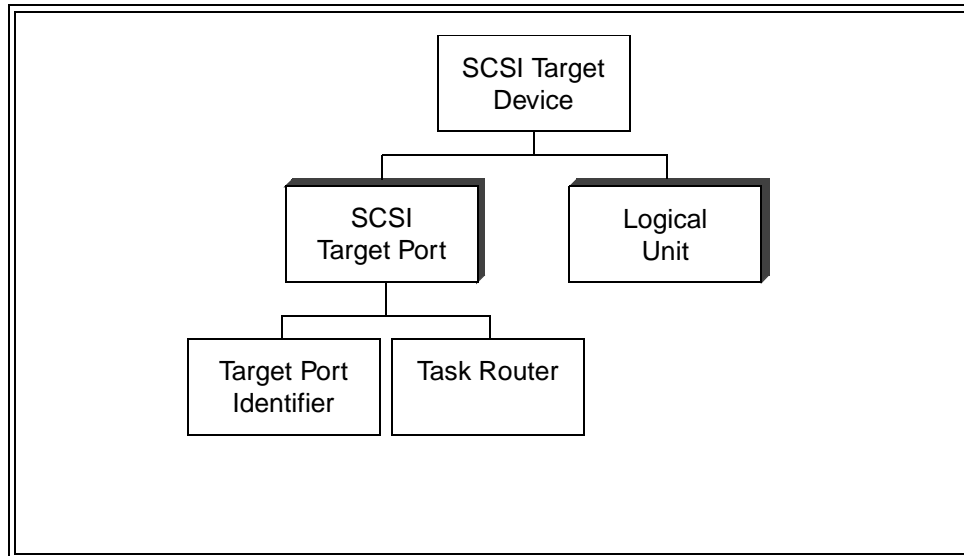 SCSI Target
Device
SCSI
Target Port
Logical
Unit
Target Port
Identifier
Task Router